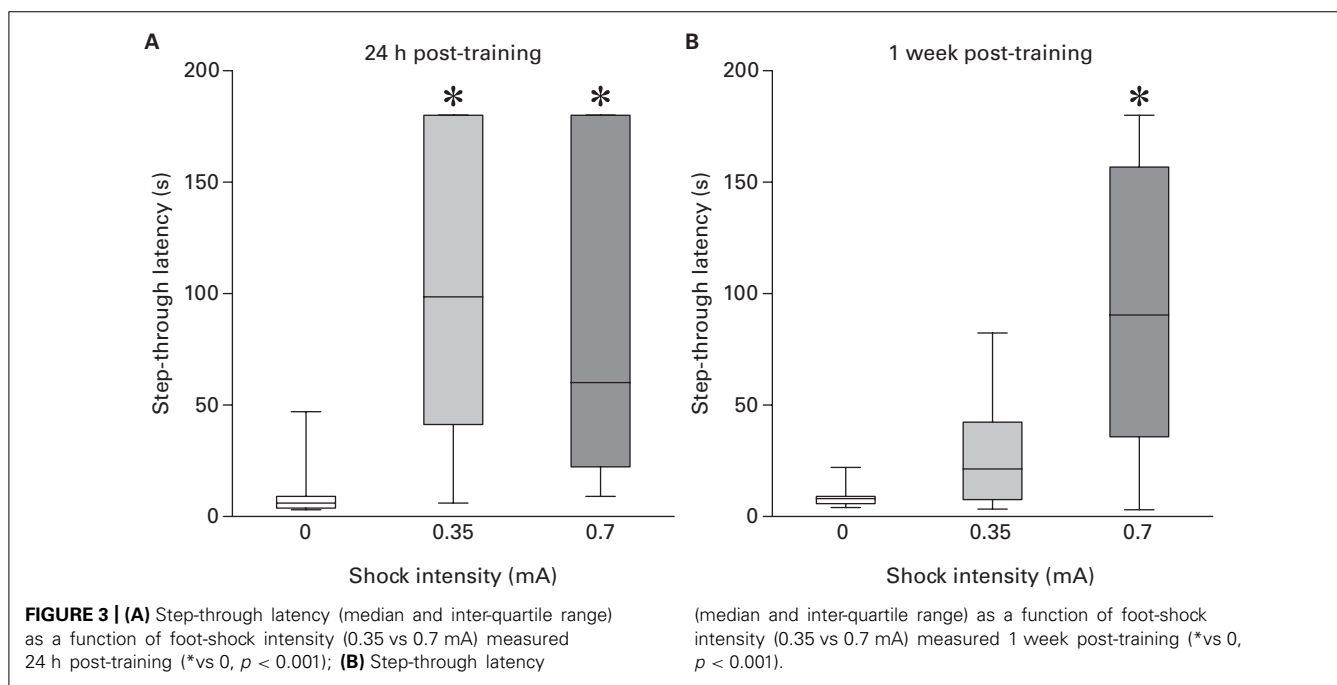 A
24 h post-training
Step-through latency (s)
200
150
100
50
0
*
*
0
0.35
0.7
Shock intensity (mA)
B
1 week post-training
Step-through latency (s)
200
150
100
50
0
*
0
0.35
0.7
Shock intensity (mA)
FIGURE 3 | (A) Step-through latency (median and inter-quartile range)
as a function of foot-shock intensity (0.35 vs 0.7 mA) measured
24 h post-training (*vs 0, p < 0.001); (B) Step-through latency
(median and inter-quartile range) as a function of foot-shock
intensity (0.35 vs 0.7 mA) measured 1 week post-training (*vs 0,
p < 0.001).